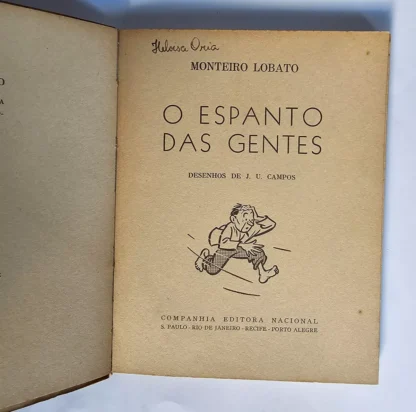 Heloisa Oria
MONTEIRO LOBATO
O ESPANTO
DAS GENTES
DESENHOS DE J. U. CAMPOS
COMPANHIA EDITORA NACIONAL
S. PAULO - RIO DE JANEIRO - RECIFE - PORTO ALEGRE